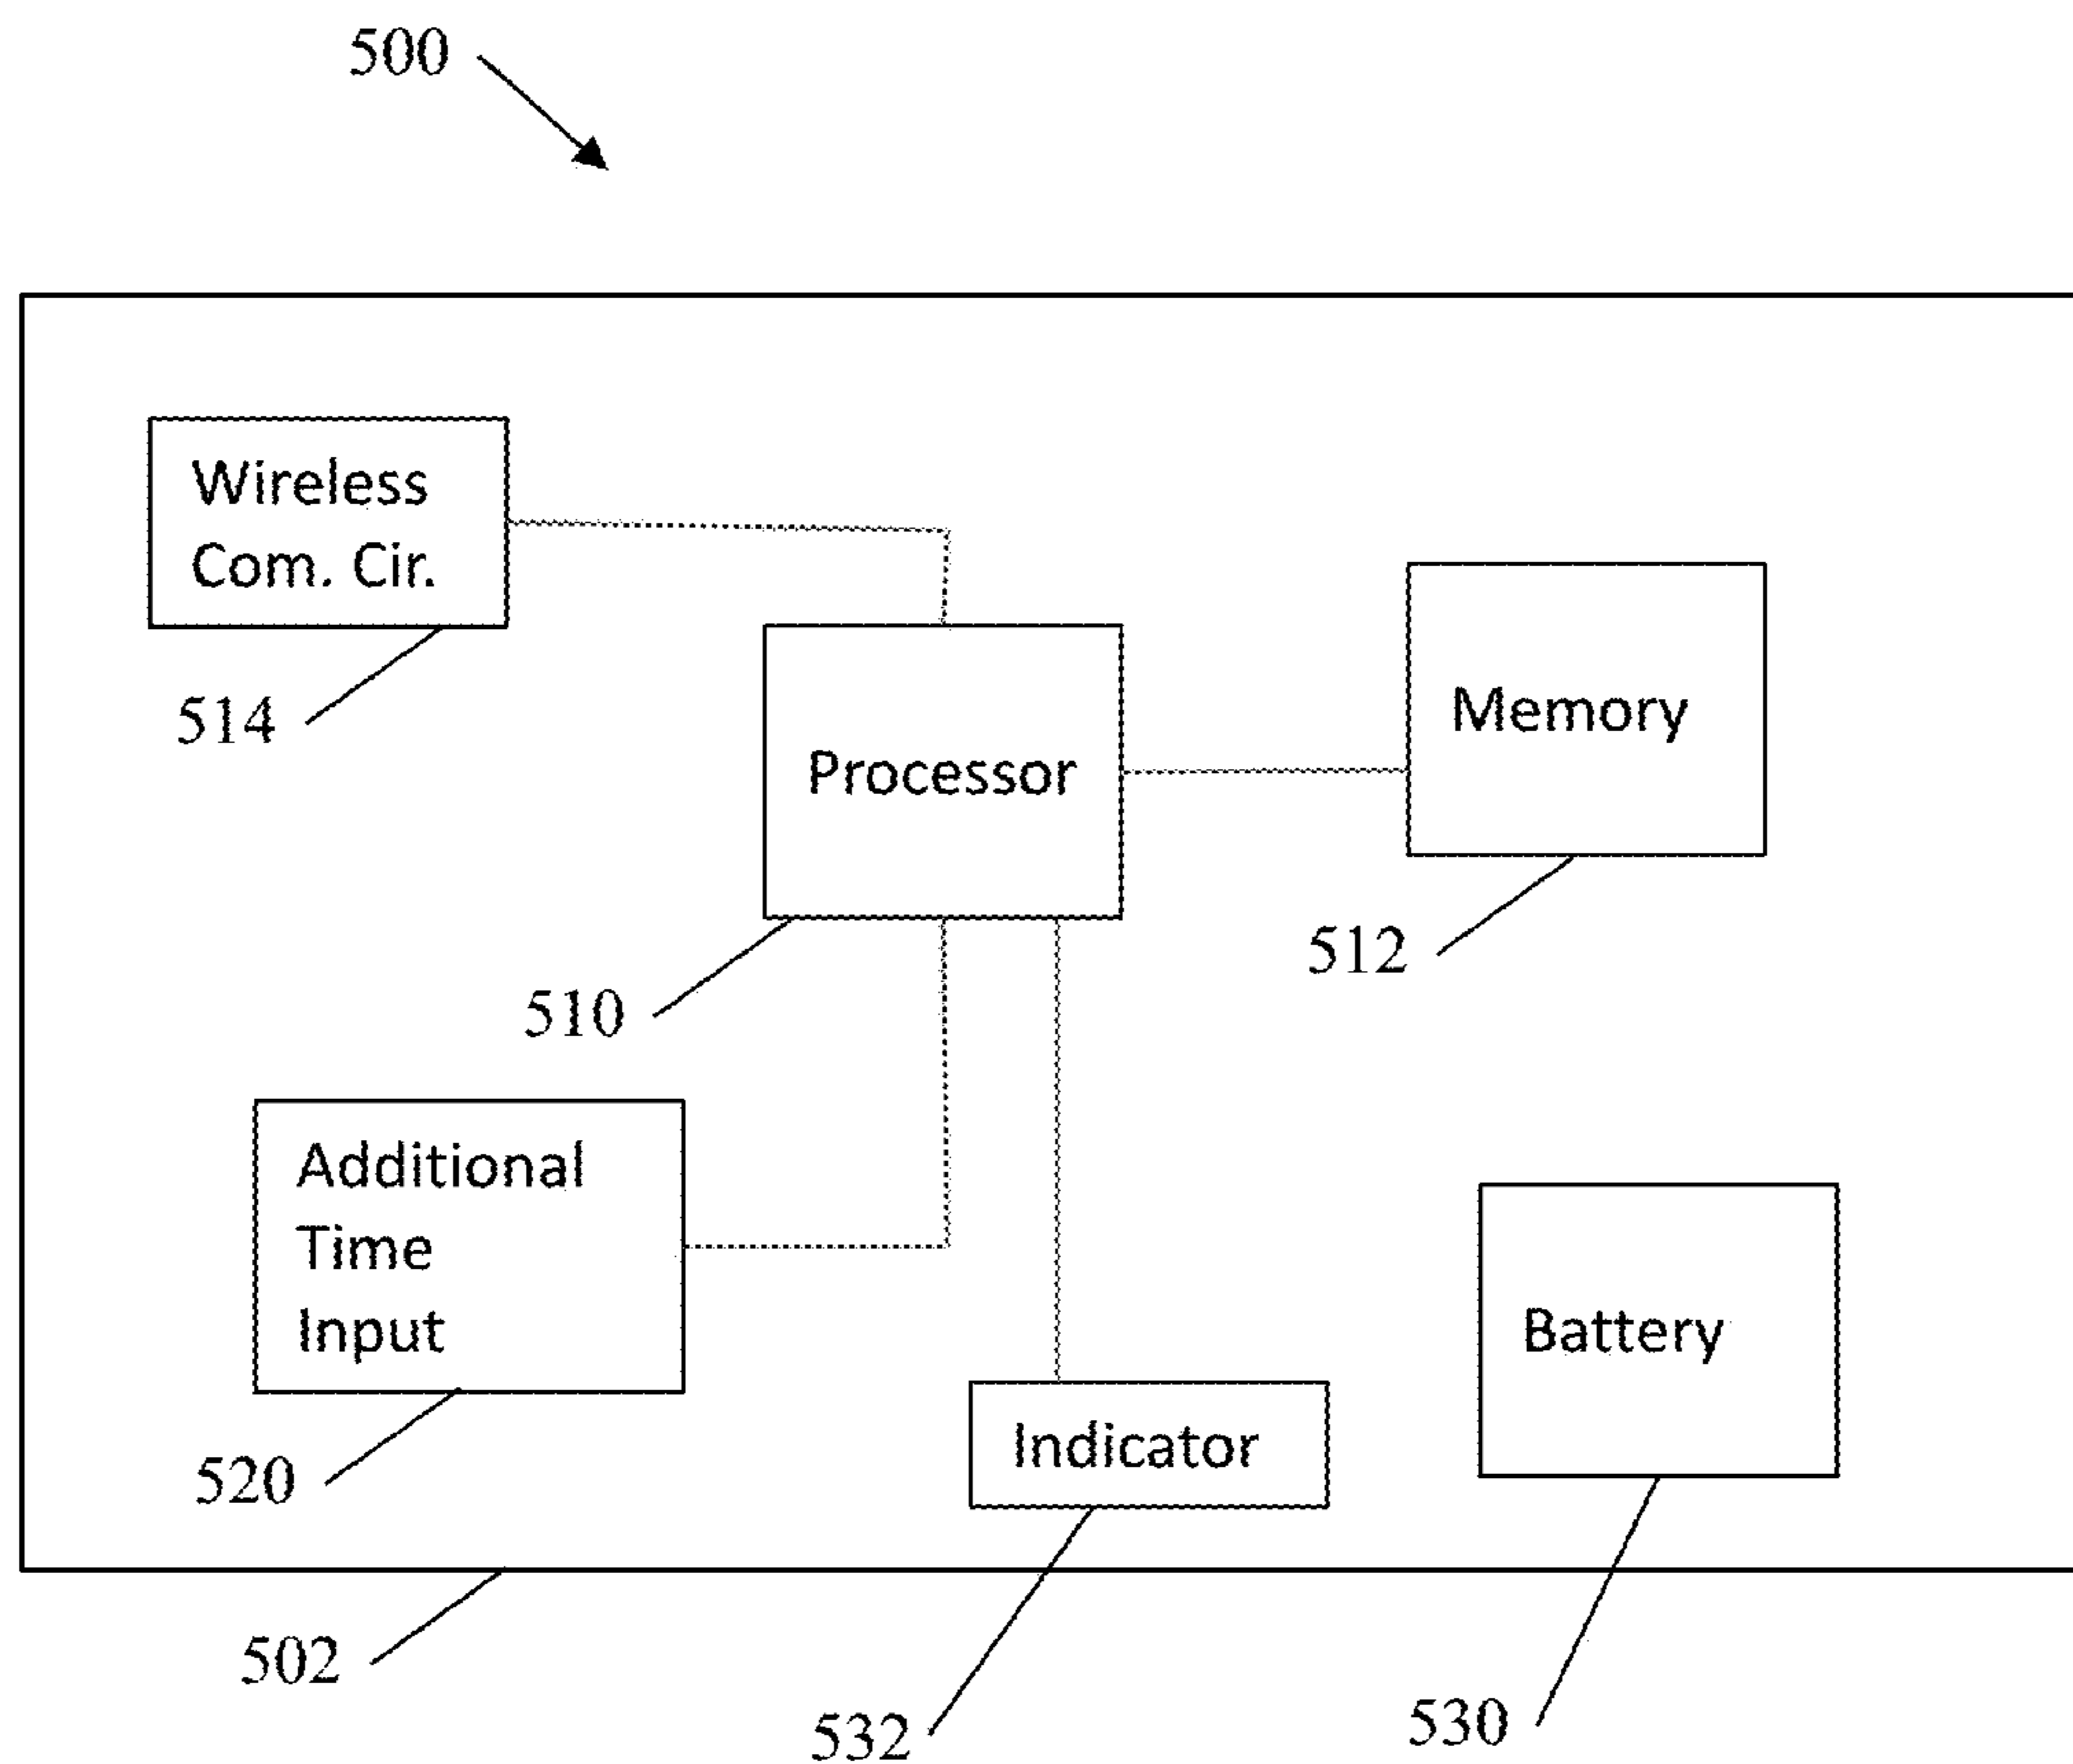 500
Wireless
Com. Cir.
514
Processor
Memory
510
512
Additional
Time
Input
520
Indicator
Battery
502
532
530